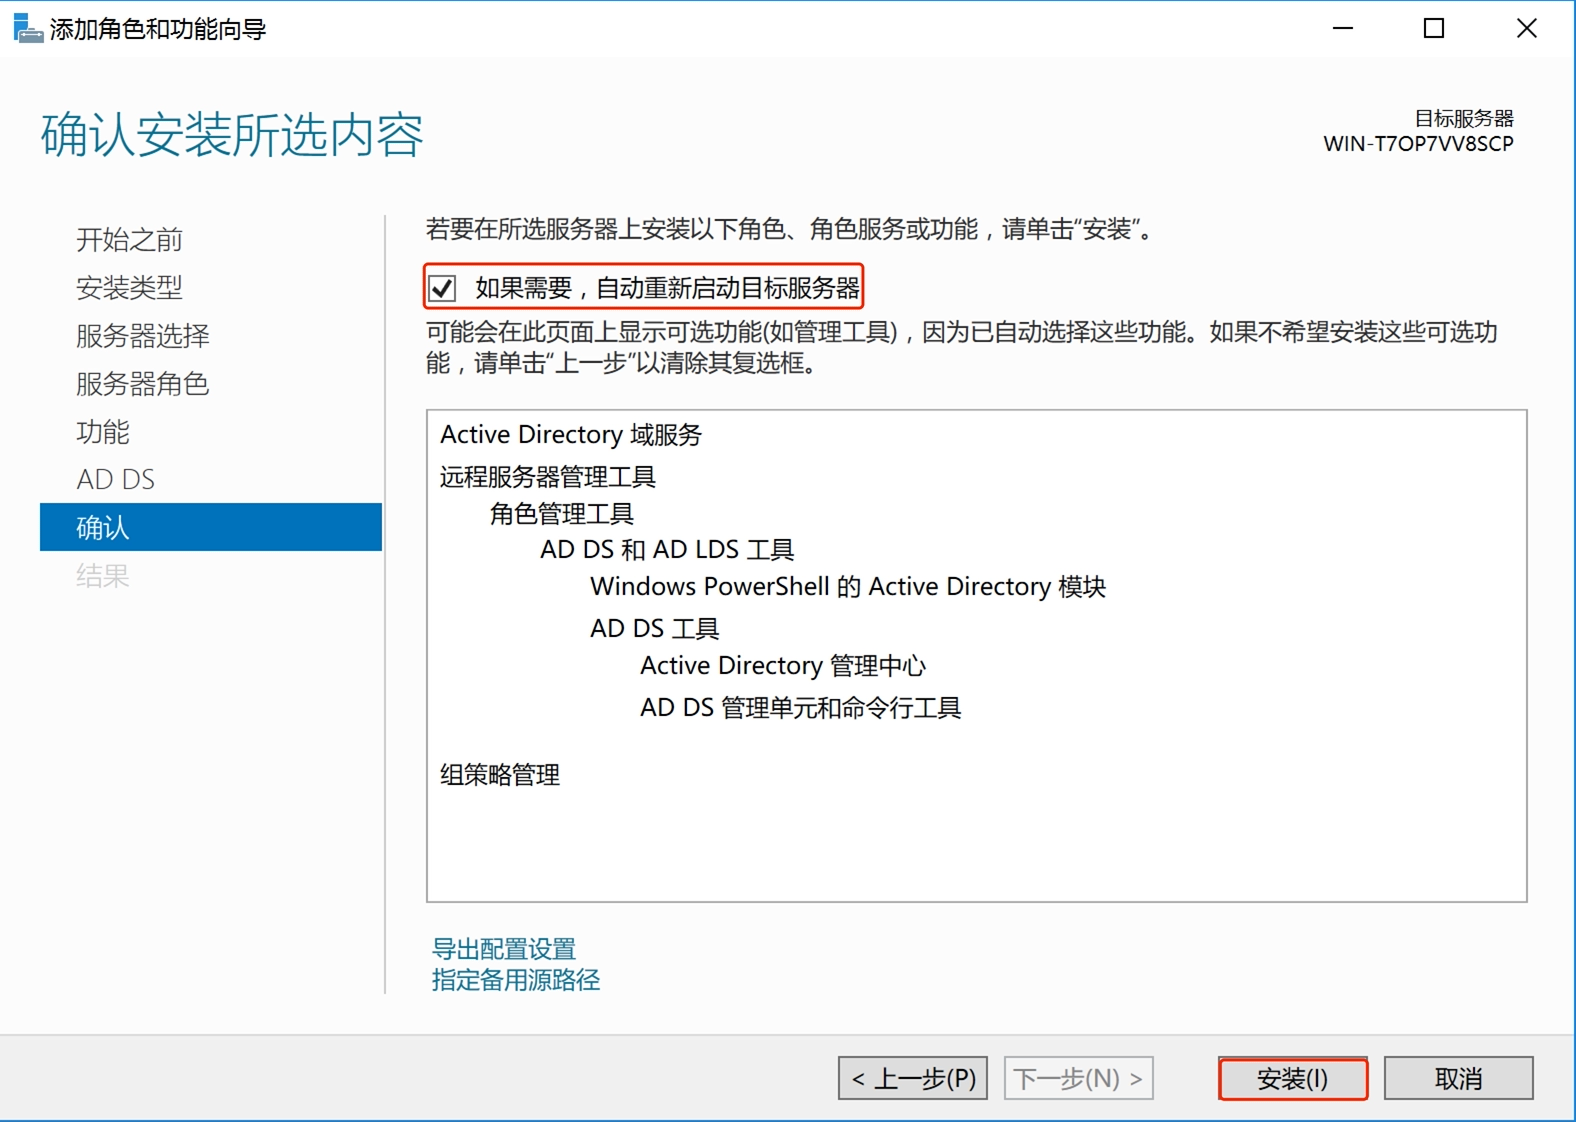 添加角色和功能向导
确认安装所选内容
目标服务器
WIN-T7OP7VV8SCP
开始之前
安装类型
服务器选择
服务器角色
功能
AD DS
确认
结果
若要在所选服务器上安装以下角色、角色服务或功能，请单击“安装”。
如果需要，自动重新启动目标服务器
可能会在此页面上显示可选功能(如管理工具)，因为已自动选择这些功能。如果不希望安装这些可选功
能，请单击“上一步”以清除其复选框。
Active Directory 域服务
远程服务器管理工具
角色管理工具
AD DS 和 AD LDS 工具
Windows PowerShell 的 Active Directory 模块
AD DS 工具
Active Directory 管理中心
AD DS 管理单元和命令行工具
组策略管理
导出配置设置
指定备用源路径
< 上一步(P)
下一步(N) >
安装(I)
取消